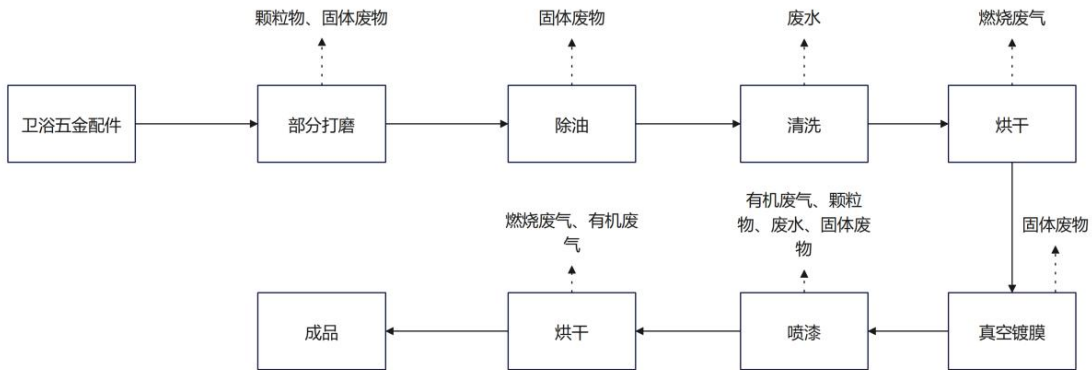 颗粒物、固体废物
固体废物
废水
燃烧废气
卫浴五金配件
部分打磨
除油
清洗
烘干
有机废气、颗粒
物、废水、固体废
物
燃烧废气、有机废
气
固体废物
成品
烘干
喷漆
真空镀膜